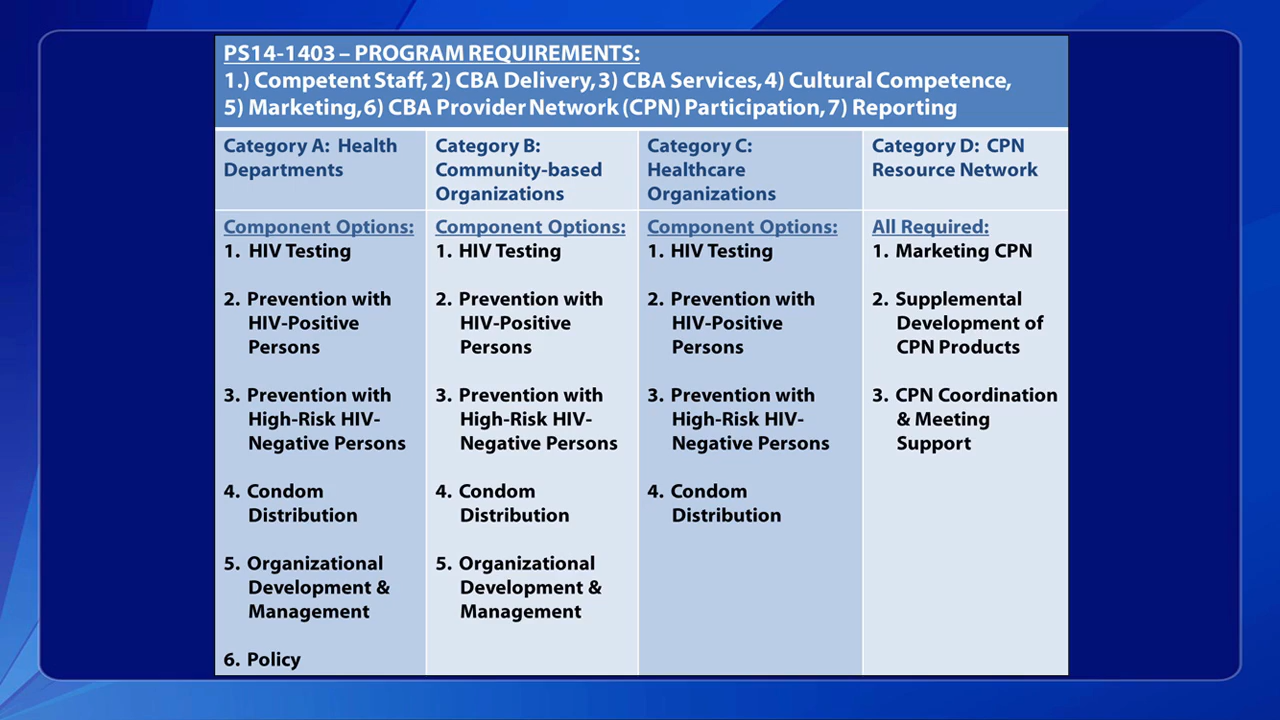 PS14-1403 – PROGRAM REQUIREMENTS:
1.) Competent Staff, 2) CBA Delivery, 3) CBA Services, 4) Cultural Competence,
5) Marketing, 6) CBA Provider Network (CPN) Participation, 7) Reporting
Category A: Health
Departments
Category B:
Community-based
Organizations
Category C:
Healthcare
Organizations
Category D: CPN
Resource Network
Component Options:
1. HIV Testing
2. Prevention with
HIV-Positive
Persons
3. Prevention with
High-Risk HIV-
Negative Persons
4. Condom
Distribution
5. Organizational
Development &
Management
6. Policy
Component Options:
1. HIV Testing
2. Prevention with
HIV-Positive
Persons
3. Prevention with
High-Risk HIV-
Negative Persons
4. Condom
Distribution
5. Organizational
Development &
Management
Component Options:
1. HIV Testing
2. Prevention with
HIV-Positive
Persons
3. Prevention with
High-Risk HIV-
Negative Persons
4. Condom
Distribution
All Required:
1. Marketing CPN
2. Supplemental
Development of
CPN Products
3. CPN Coordination
& Meeting
Support